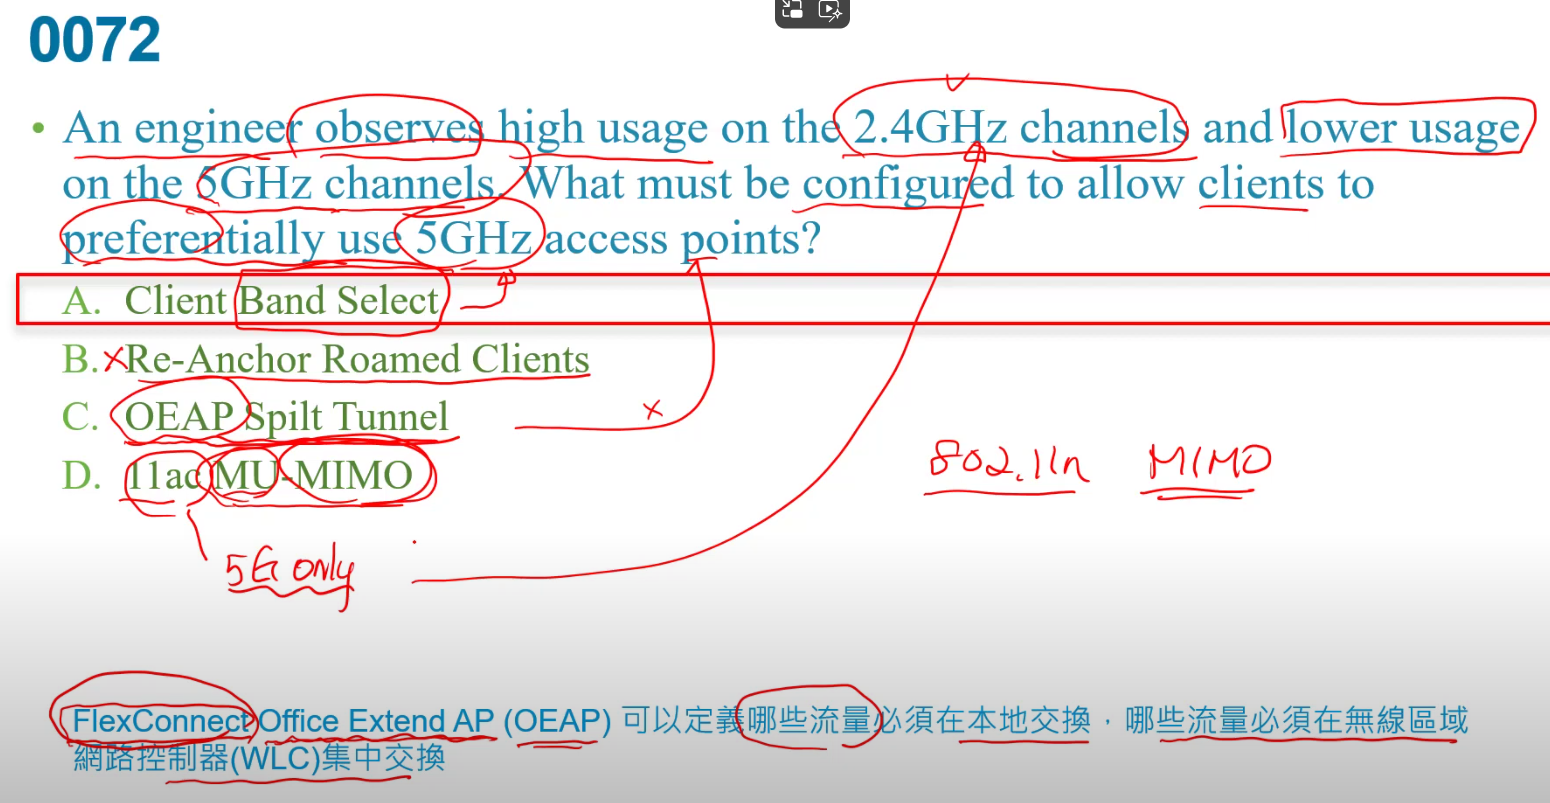 0072
• An engineer observes high usage on the 2.4GHz channels and lower usage
on the 5GHz channels. What must be configured to allow clients to
preferentially use 5GHz access points?
A. Client Band Select
B. Re-Anchor Roamed Clients
C. OEAP Spilt Tunnel
D. 11ac MU-MIMO
802.11n MIMO
5G only
FlexConnect Office Extend AP (OEAP) 可以定義哪些流量必須在本地交換，哪些流量必須在無線區域
網路控制器(WLC)集中交換